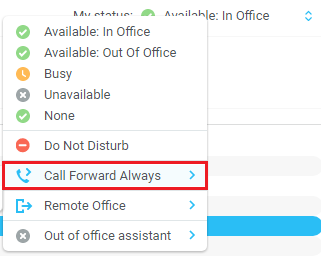 My status: Available: In Office
Available: In Office
Available: Out Of Office
Busy
Unavailable
None
Do Not Disturb
Call Forward Always
Remote Office
Out of office assistant